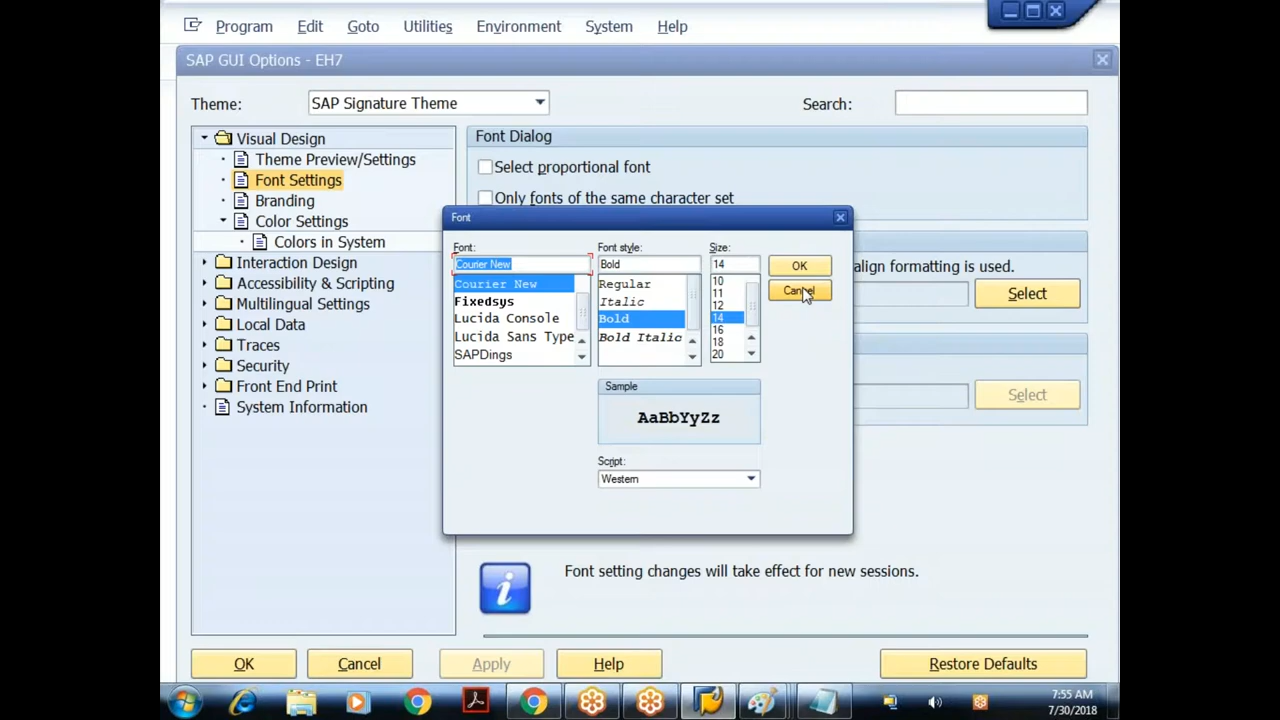 Program Edit Goto Utilities Environment System Help
SAP GUI Options - EH7
Theme: SAP Signature Theme Search:
Visual Design
Theme Preview/Settings
Font Settings
Branding
Color Settings
Colors in System
Interaction Design
Accessibility & Scripting
Multilingual Settings
Local Data
Traces
Security
Front End Print
System Information
Font Dialog
Select proportional font
Only fonts of the same character set
align formatting is used.
Select
Select
Font
Font: Font style: Size:
Courier New Bold 14 OK
Cancel
Courier New
Fixedsys
Lucida Console
Lucida Sans Type
SAPDings
Regular
Italic
Bold
Bold Italic
10
11
12
14
16
18
20
Sample
AaBbYyZz
Script:
Western
Font setting changes will take effect for new sessions.
OK Cancel Apply Help Restore Defaults
7:55 AM
7/30/2018